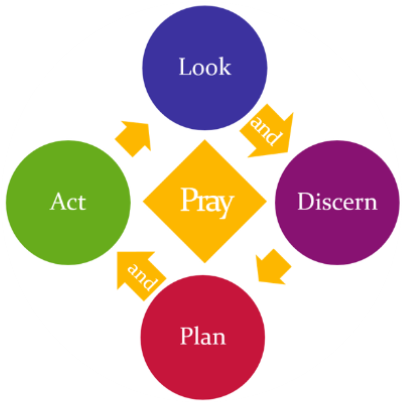 Look
and
Discern
Pray
Act
and
Plan